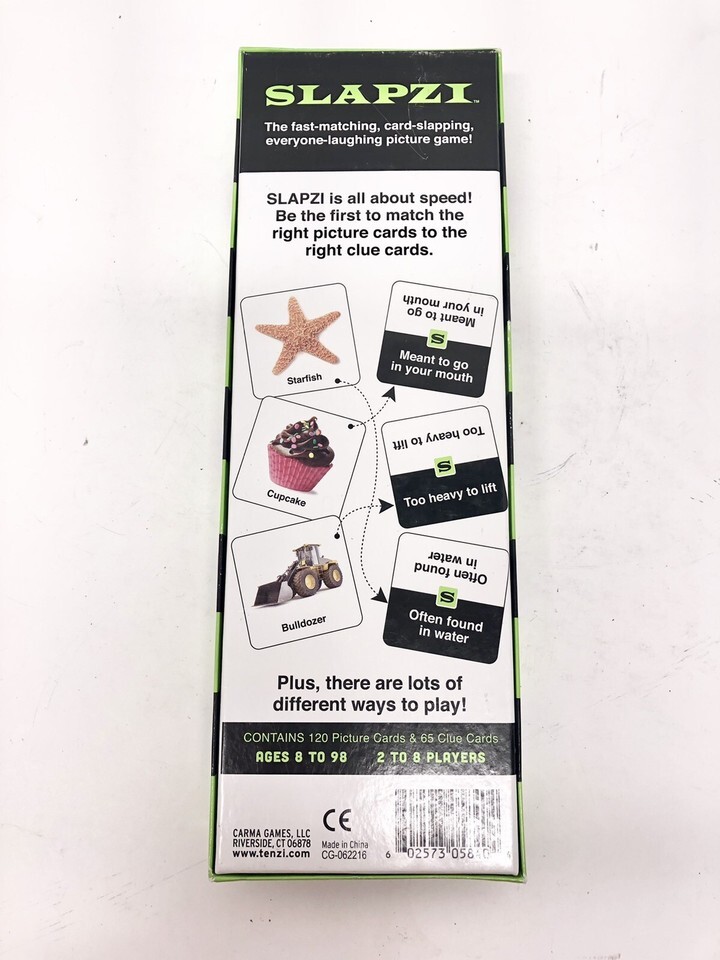 SLAPZI™
The fast-matching, card-slapping,
everyone-laughing picture game!
SLAPZI is all about speed!
Be the first to match the
right picture cards to the
right clue cards.
Starfish
Meant to go
in your mouth
S
Meant to go
in your mouth
Cupcake
Too heavy to lift
S
Too heavy to lift
Bulldozer
Often found
in water
S
Often found
in water
Plus, there are lots of
different ways to play!
CONTAINS 120 Picture Cards & 65 Clue Cards
AGES 8 TO 98 2 TO 8 PLAYERS
CARMA GAMES, LLC
RIVERSIDE, CT 06878
www.tenzi.com
CE
Made in China
CG-062216
6 02573 05840 4